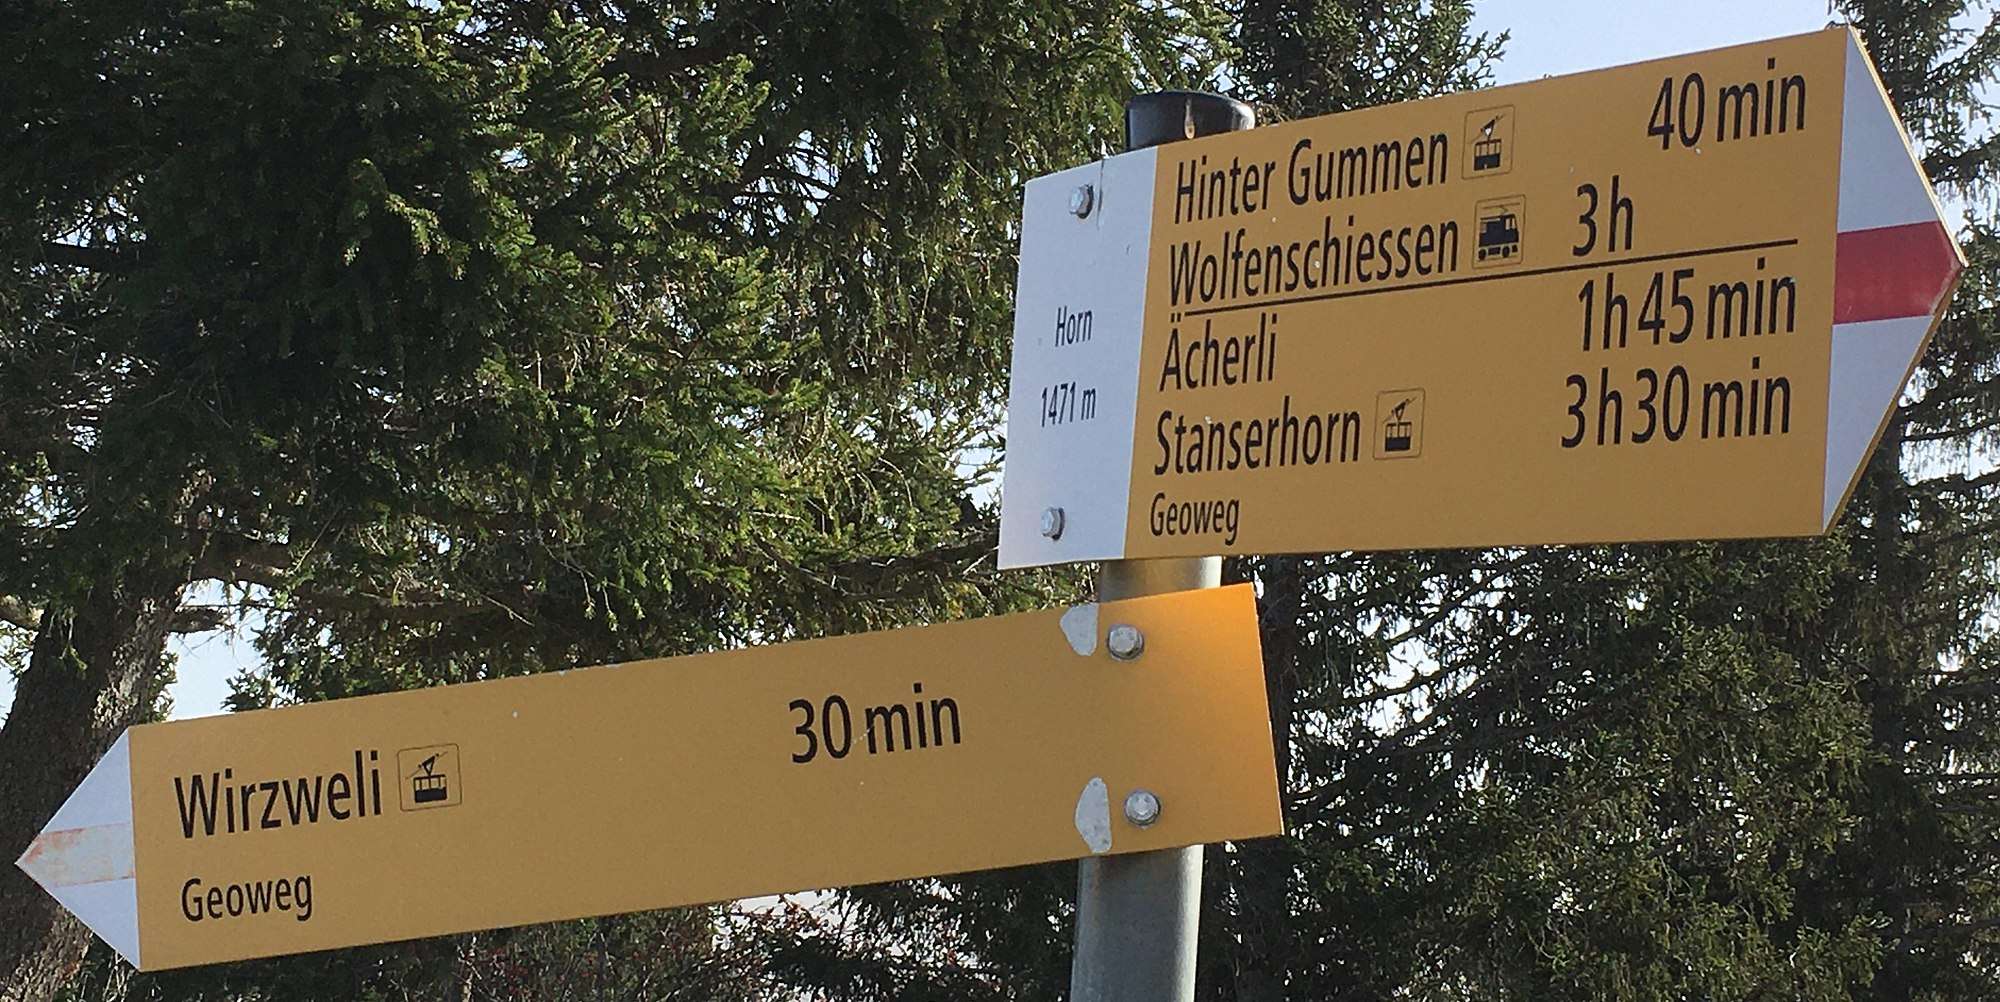 Horn
1471 m
Hinter Gummen 40 min
Wolfenschiessen 3 h
Ächerli 1 h 45 min
Stanserhorn 3 h 30 min
Geoweg
Wirzweli 30 min
Geoweg